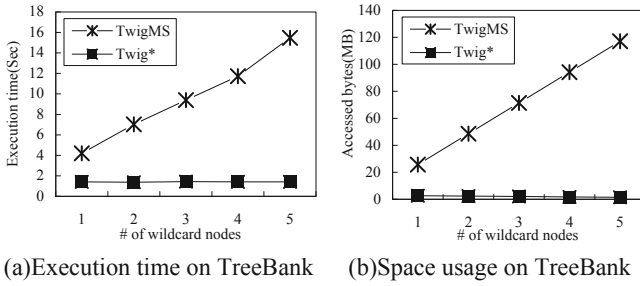 Execution time(Sec)
18
16
14
12
10
8
6
4
2
0
TwigMS
Twig*
1 2 3 4 5
# of wildcard nodes
(a)Execution time on TreeBank
Accessed bytes(MB)
140
120
100
80
60
40
20
0
TwigMS
Twig*
1 2 3 4 5
# of wildcard nodes
(b)Space usage on TreeBank